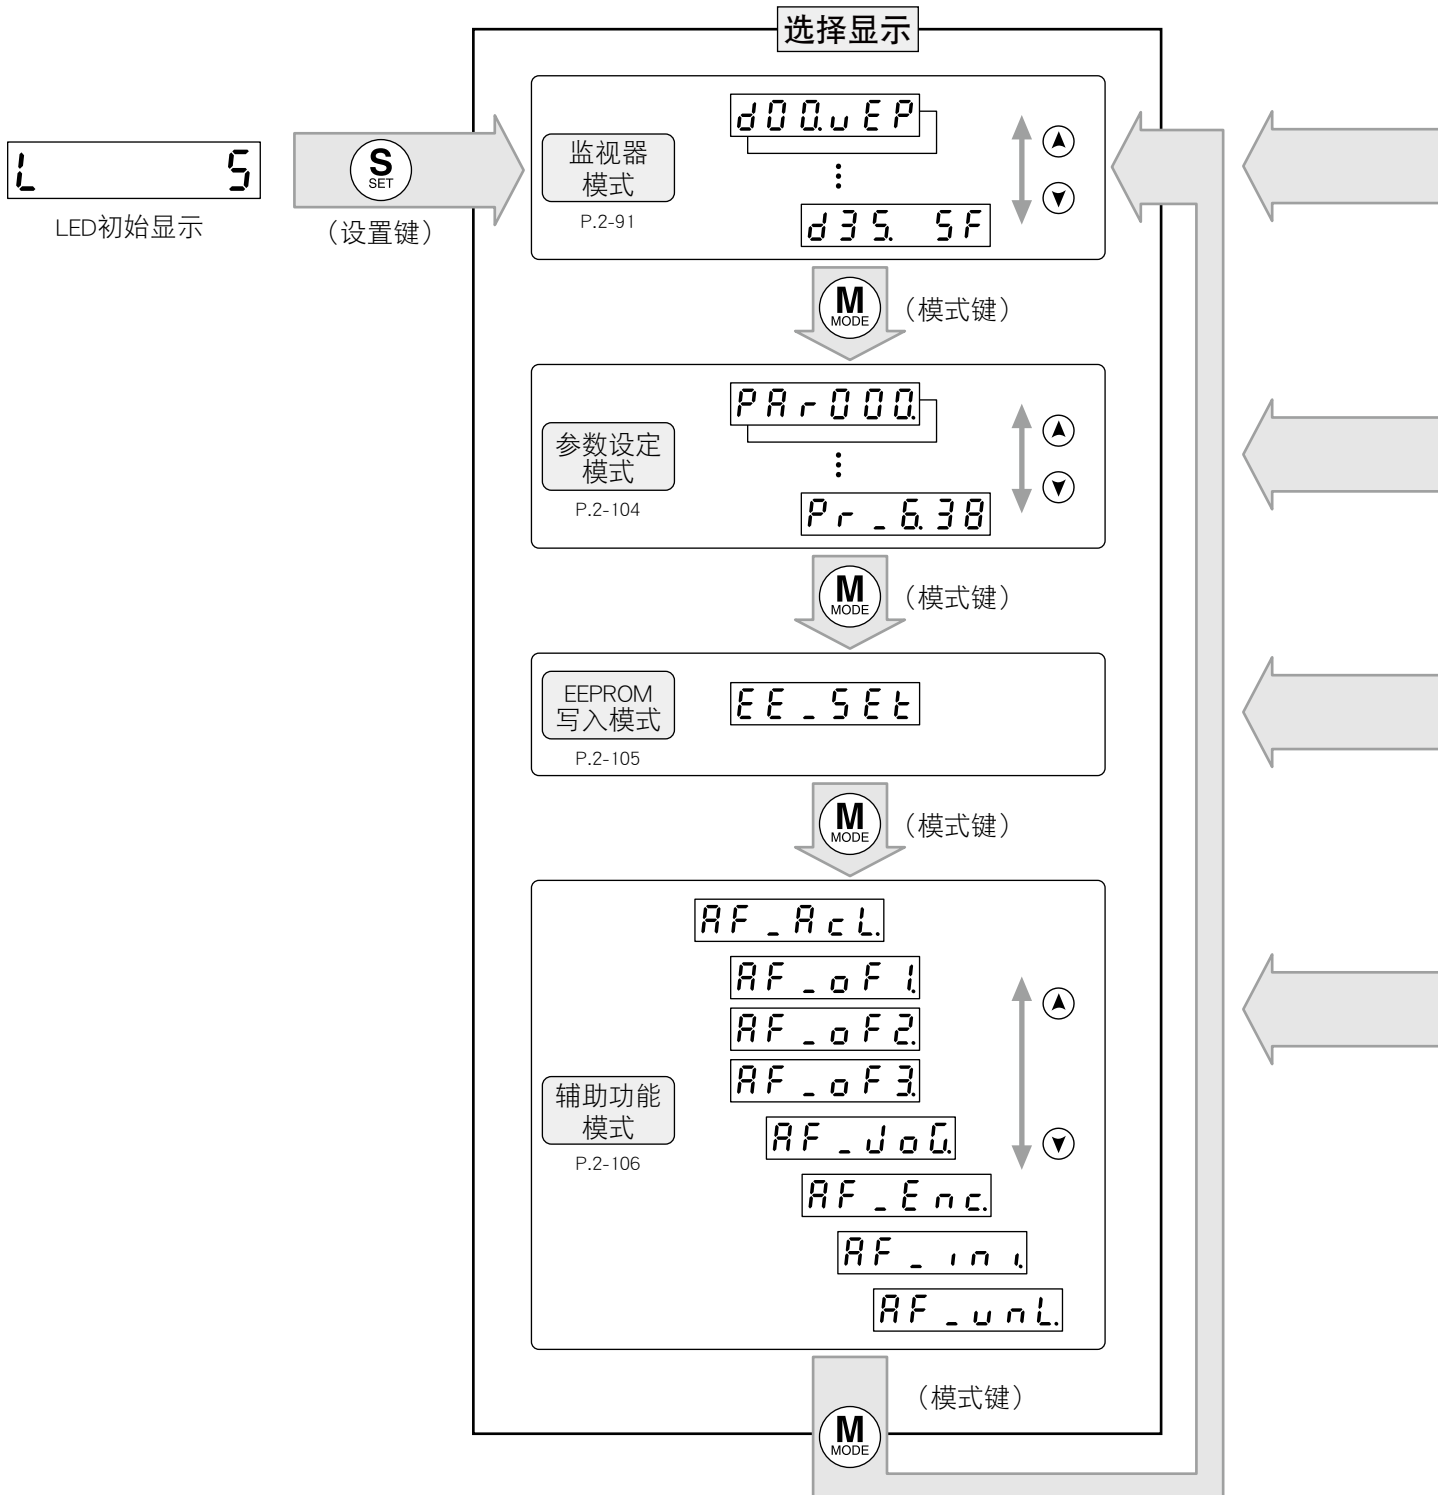 选择显示
d00.uEP
监视器
模式
P.2-91
d35. SF
L 5
LED初始显示
S
SET
（设置键）
M
MODE
（模式键）
PAr000.
参数设定
模式
P.2-104
Pr_6.38
M
MODE
（模式键）
EEPROM
写入模式
P.2-105
EE_SEt
M
MODE
（模式键）
AF_AcL.
AF_oF1.
AF_oF2.
AF_oF3.
辅助功能
模式
P.2-106
AF_JoG.
AF_Enc.
AF_ini.
AF_unL.
（模式键）
M
MODE